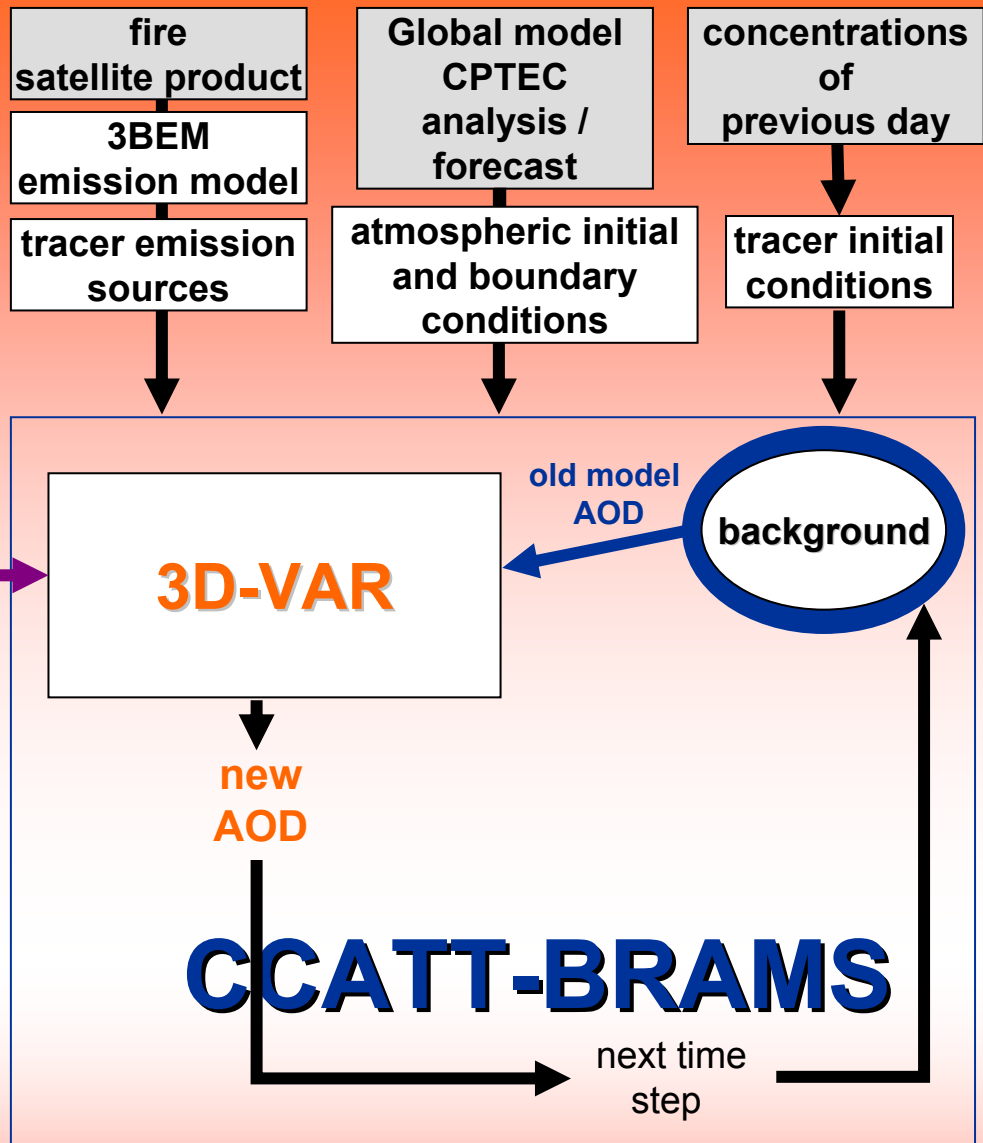 fire
satellite product
3BEM
emission model
tracer emission
sources
Global model
CPTEC
analysis /
forecast
atmospheric initial
and boundary
conditions
concentrations
of
previous day
tracer initial
conditions
old model
AOD
background
3D-VAR
new
AOD
CCATT-BRAMS
next time
step